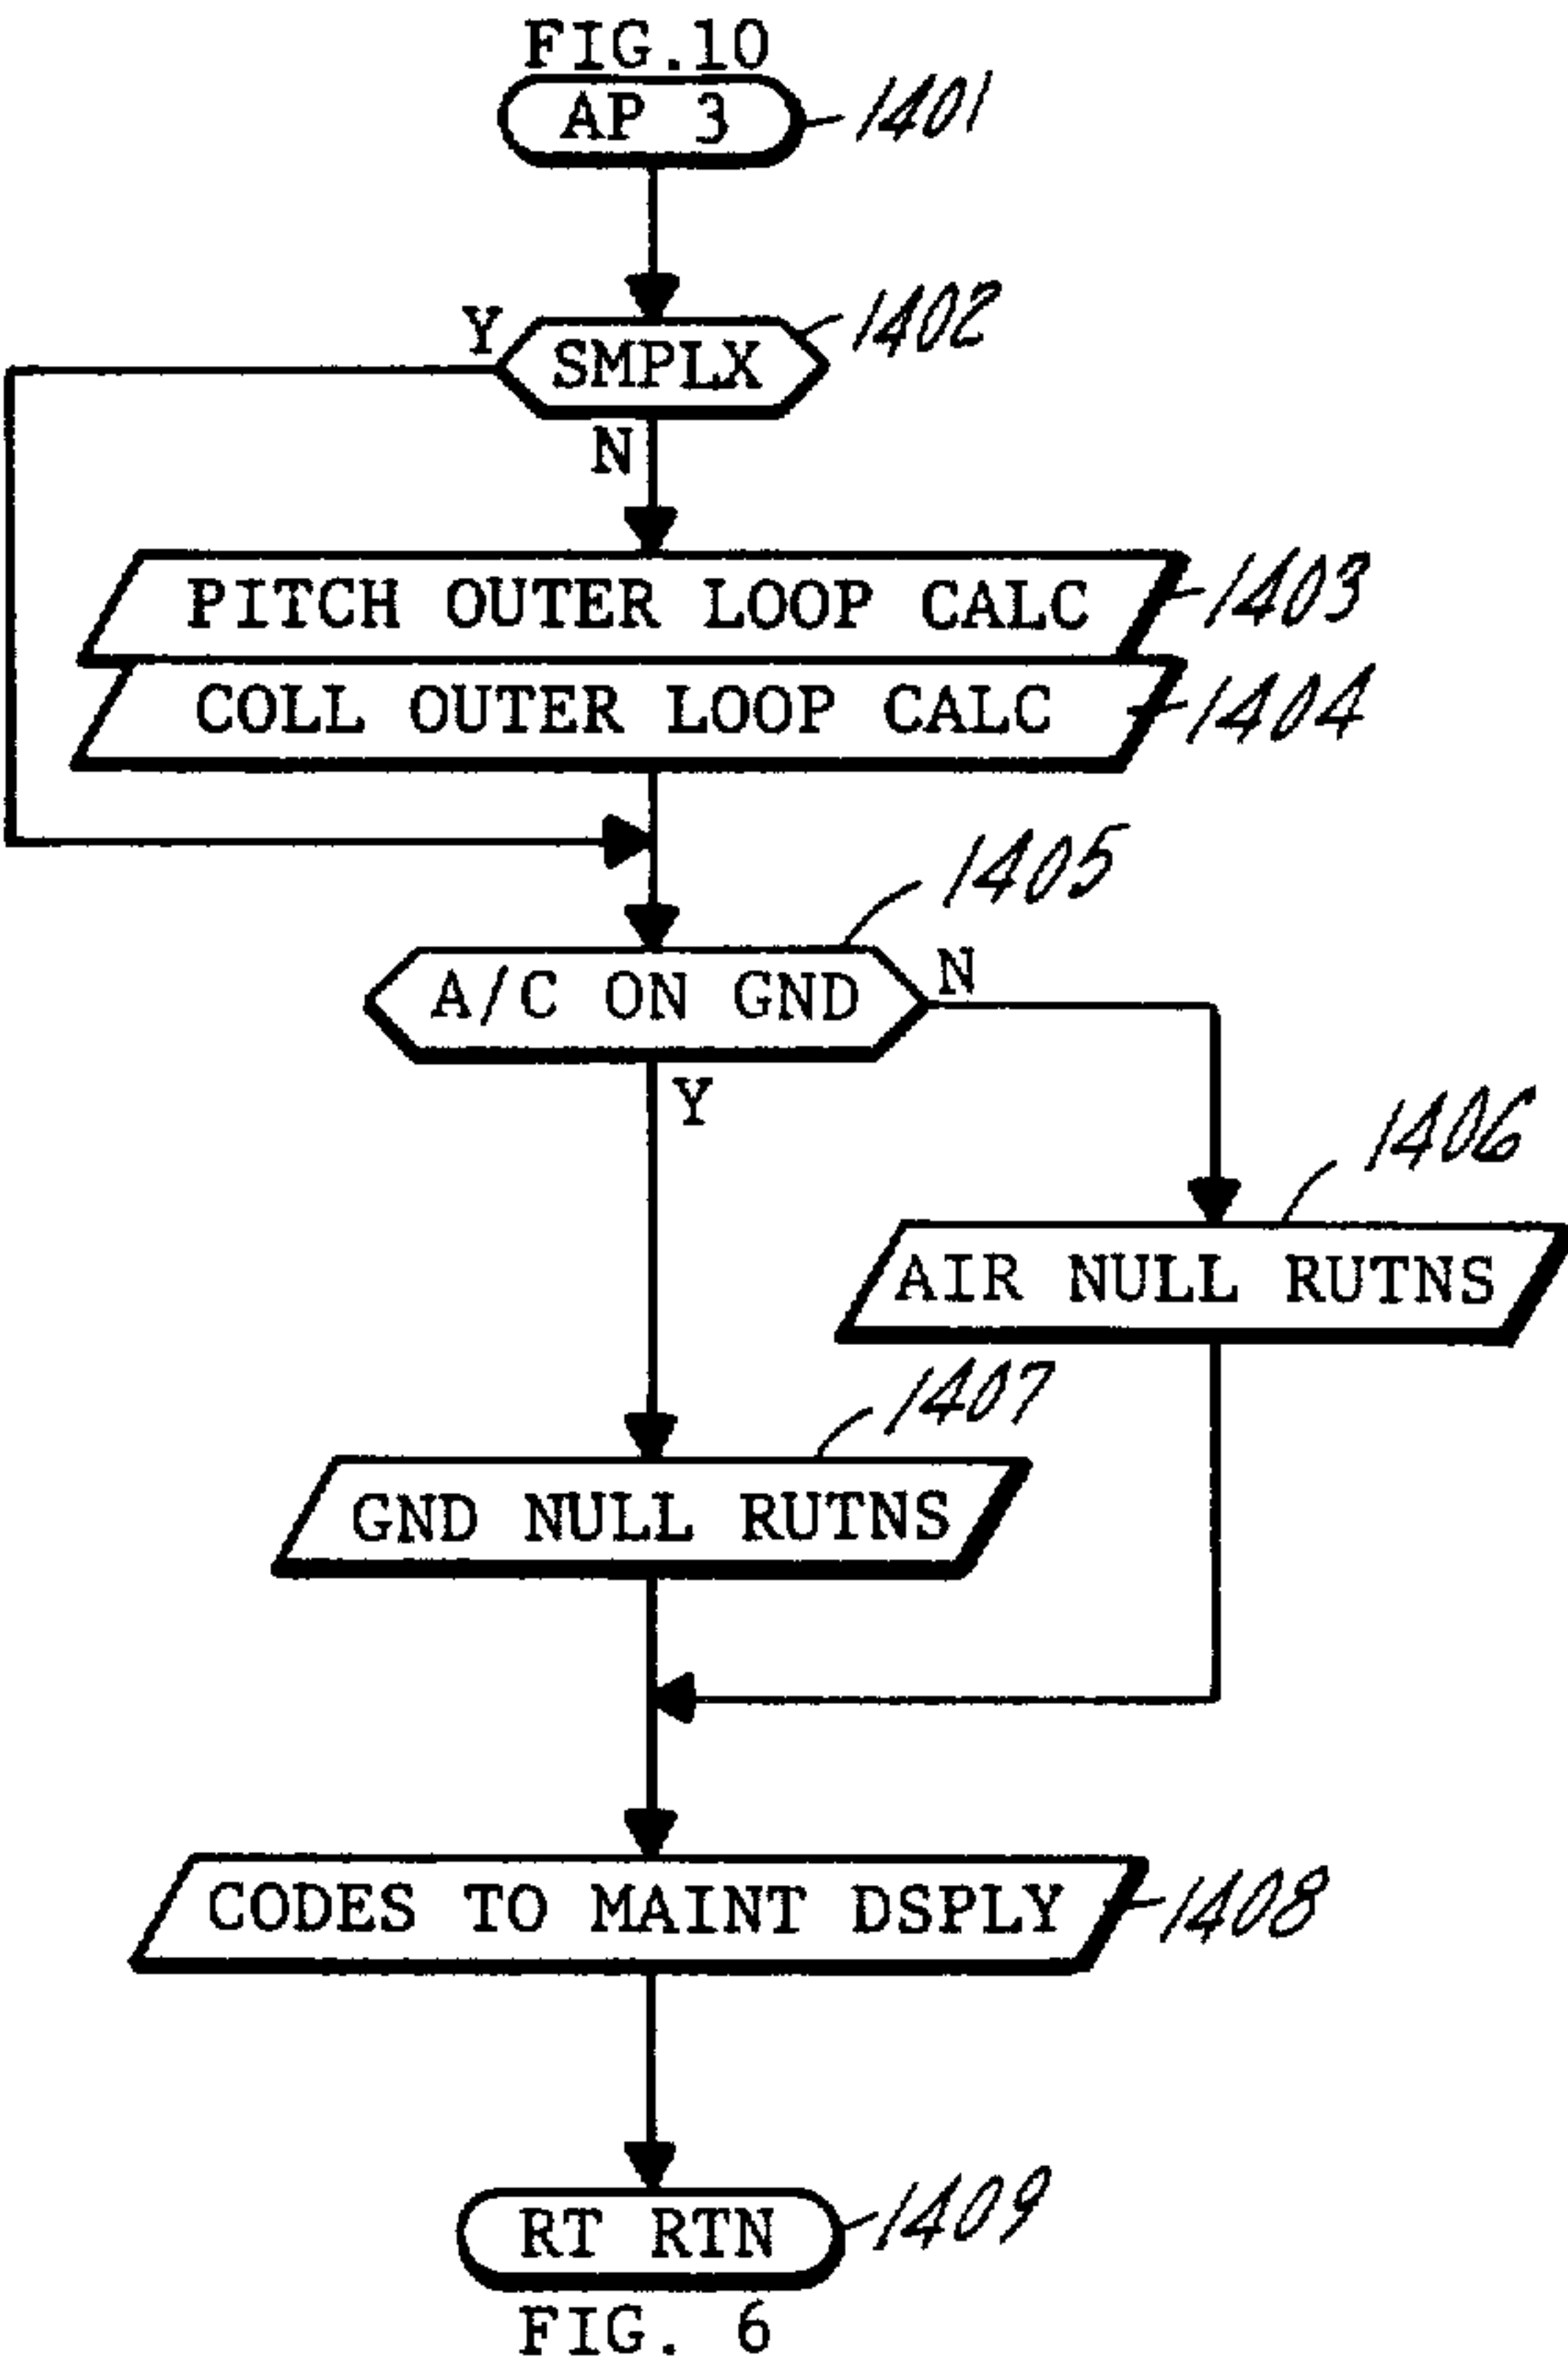 FIG.10
AP 3
1401
Y
SMPLX
1402
N
PITCH OUTER LOOP CALC
1403
COLL OUTER LOOP CALC
1404
1405
A/C ON GND
N
Y
1406
AIR NULL RUTNS
1407
GND NULL RUTNS
CODES TO MAINT DSPLY
1408
RT RTN
1409
FIG. 6